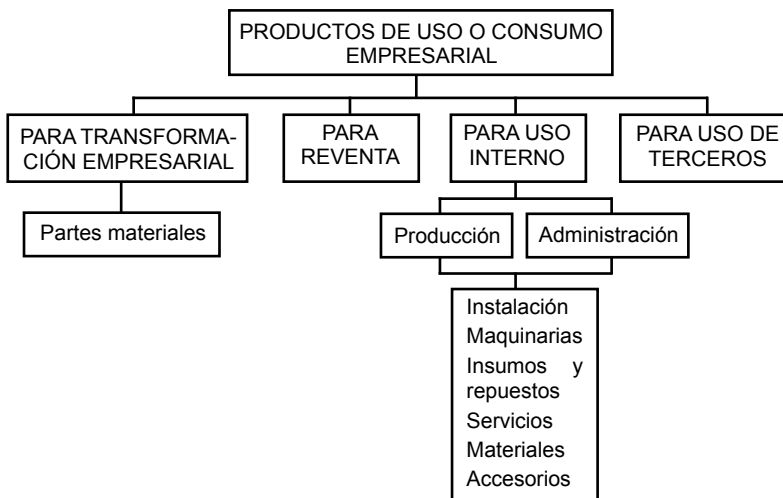 PRODUCTOS DE USO O CONSUMO
EMPRESARIAL
PARA TRANSFORMA-
CIÓN EMPRESARIAL
PARA
REVENTA
PARA USO
INTERNO
PARA USO DE
TERCEROS
Partes materiales
Producción
Administración
Instalación
Maquinarias
Insumos y
repuestos
Servicios
Materiales
Accesorios